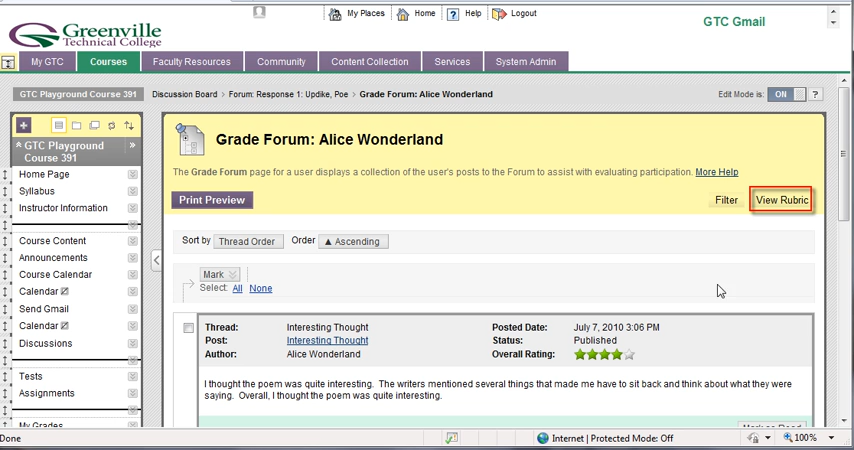 Greenville
Technical College
My Places
Home
Help
Logout
GTC Gmail
My GTC
Courses
Faculty Resources
Community
Content Collection
Services
System Admin
GTC Playground Course 391
Discussion Board > Forum: Response 1: Updike, Poe > Grade Forum: Alice Wonderland
Edit Mode is: ON ?
GTC Playground
Course 391
Home Page
Syllabus
Instructor Information
Course Content
Announcements
Course Calendar
Calendar
Send Gmail
Calendar
Discussions
Tests
Assignments
My Grades
Grade Forum: Alice Wonderland
The Grade Forum page for a user displays a collection of the user's posts to the Forum to assist with evaluating participation. More Help
Print Preview
Filter
View Rubric
Sort by Thread Order Order ▲ Ascending
Mark
Select: All None
Thread: Interesting Thought Posted Date: July 7, 2010 3:06 PM
Post: Interesting Thought Status: Published
Author: Alice Wonderland Overall Rating:
I thought the poem was quite interesting. The writers mentioned several things that made me have to sit back and think about what they were
saying. Overall, I thought the poem was quite interesting.
Mark as Read
Done
Internet | Protected Mode: Off
100%